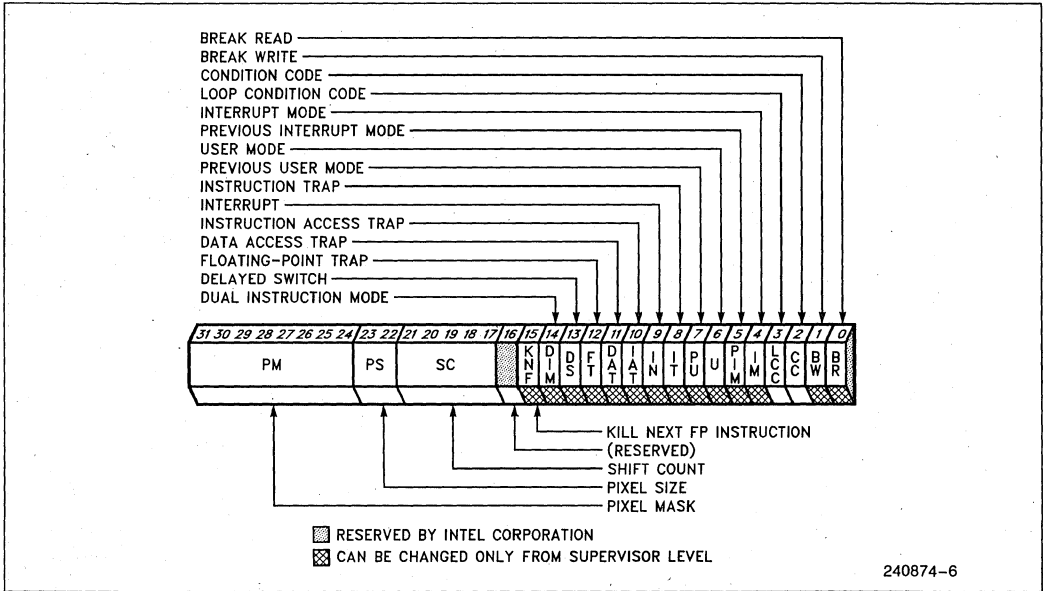 BREAK READ
BREAK WRITE
CONDITION CODE
LOOP CONDITION CODE
INTERRUPT MODE
PREVIOUS INTERRUPT MODE
USER MODE
PREVIOUS USER MODE
INSTRUCTION TRAP
INTERRUPT
INSTRUCTION ACCESS TRAP
DATA ACCESS TRAP
FLOATING-POINT TRAP
DELAYED SWITCH
DUAL INSTRUCTION MODE
31 30 29 28 27 26 25 24 23 22 21 20 19 18 17 16 15 14 13 12 11 10 9 8 7 6 5 4 3 2 1 0
PM PS SC KNF DIM DS FT DAT IAT IN IT PU U PIM IM LCC CC BW BR
KILL NEXT FP INSTRUCTION
(RESERVED)
SHIFT COUNT
PIXEL SIZE
PIXEL MASK
RESERVED BY INTEL CORPORATION
CAN BE CHANGED ONLY FROM SUPERVISOR LEVEL
240874-6